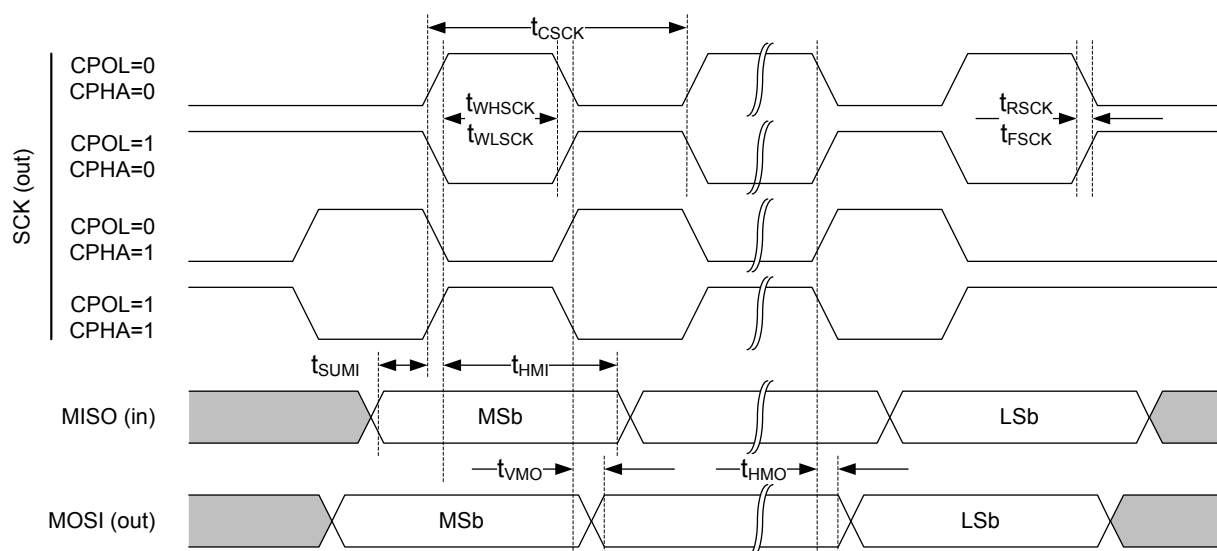 tCSCK
SCK (out)
CPOL=0
CPHA=0
tWHSCK
tWLSCK
tRSCK
tFSCK
CPOL=1
CPHA=0
CPOL=0
CPHA=1
CPOL=1
CPHA=1
tSUMI
tHMI
MISO (in)
MSb
LSb
tVMO
tHMO
MOSI (out)
MSb
LSb